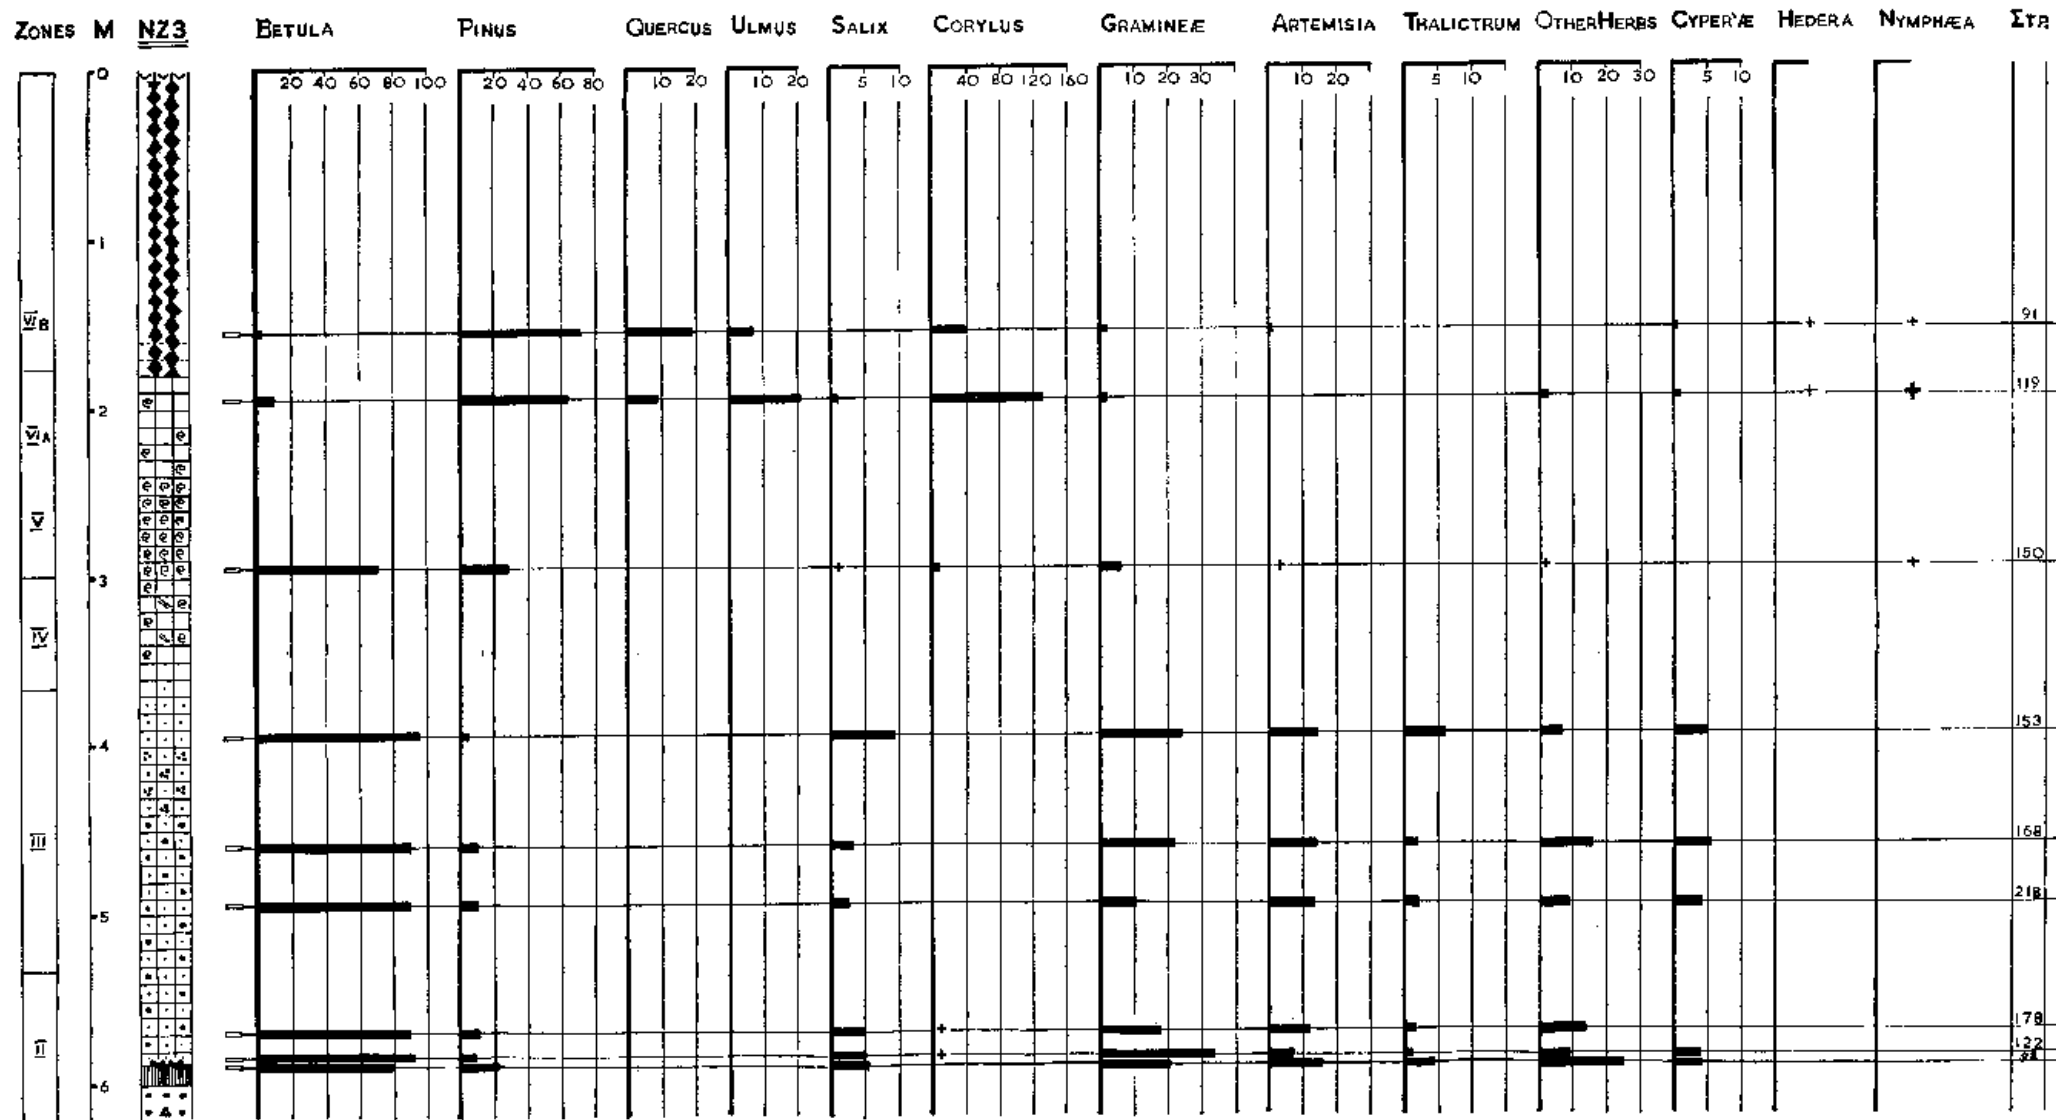 ZONES M NZ3 BETULA PINUS QUERCUS ULMUS SALIX CORYLUS GRAMINEÆ ARTEMISIA THALICTRUM OTHER HERBS CYPER'Æ HEDERA NYMPHÆA
0 20 40 60 80 100 20 40 60 80 10 20 10 20 5 10 40 80 120 160 10 20 30 10 20 5 10 10 20 30 5 10
1
VIB + + 91
2 + + 119
VIA
V
3 + + + + 150
IV
4 153
III 168
5 218
+ 178
II + 122
6